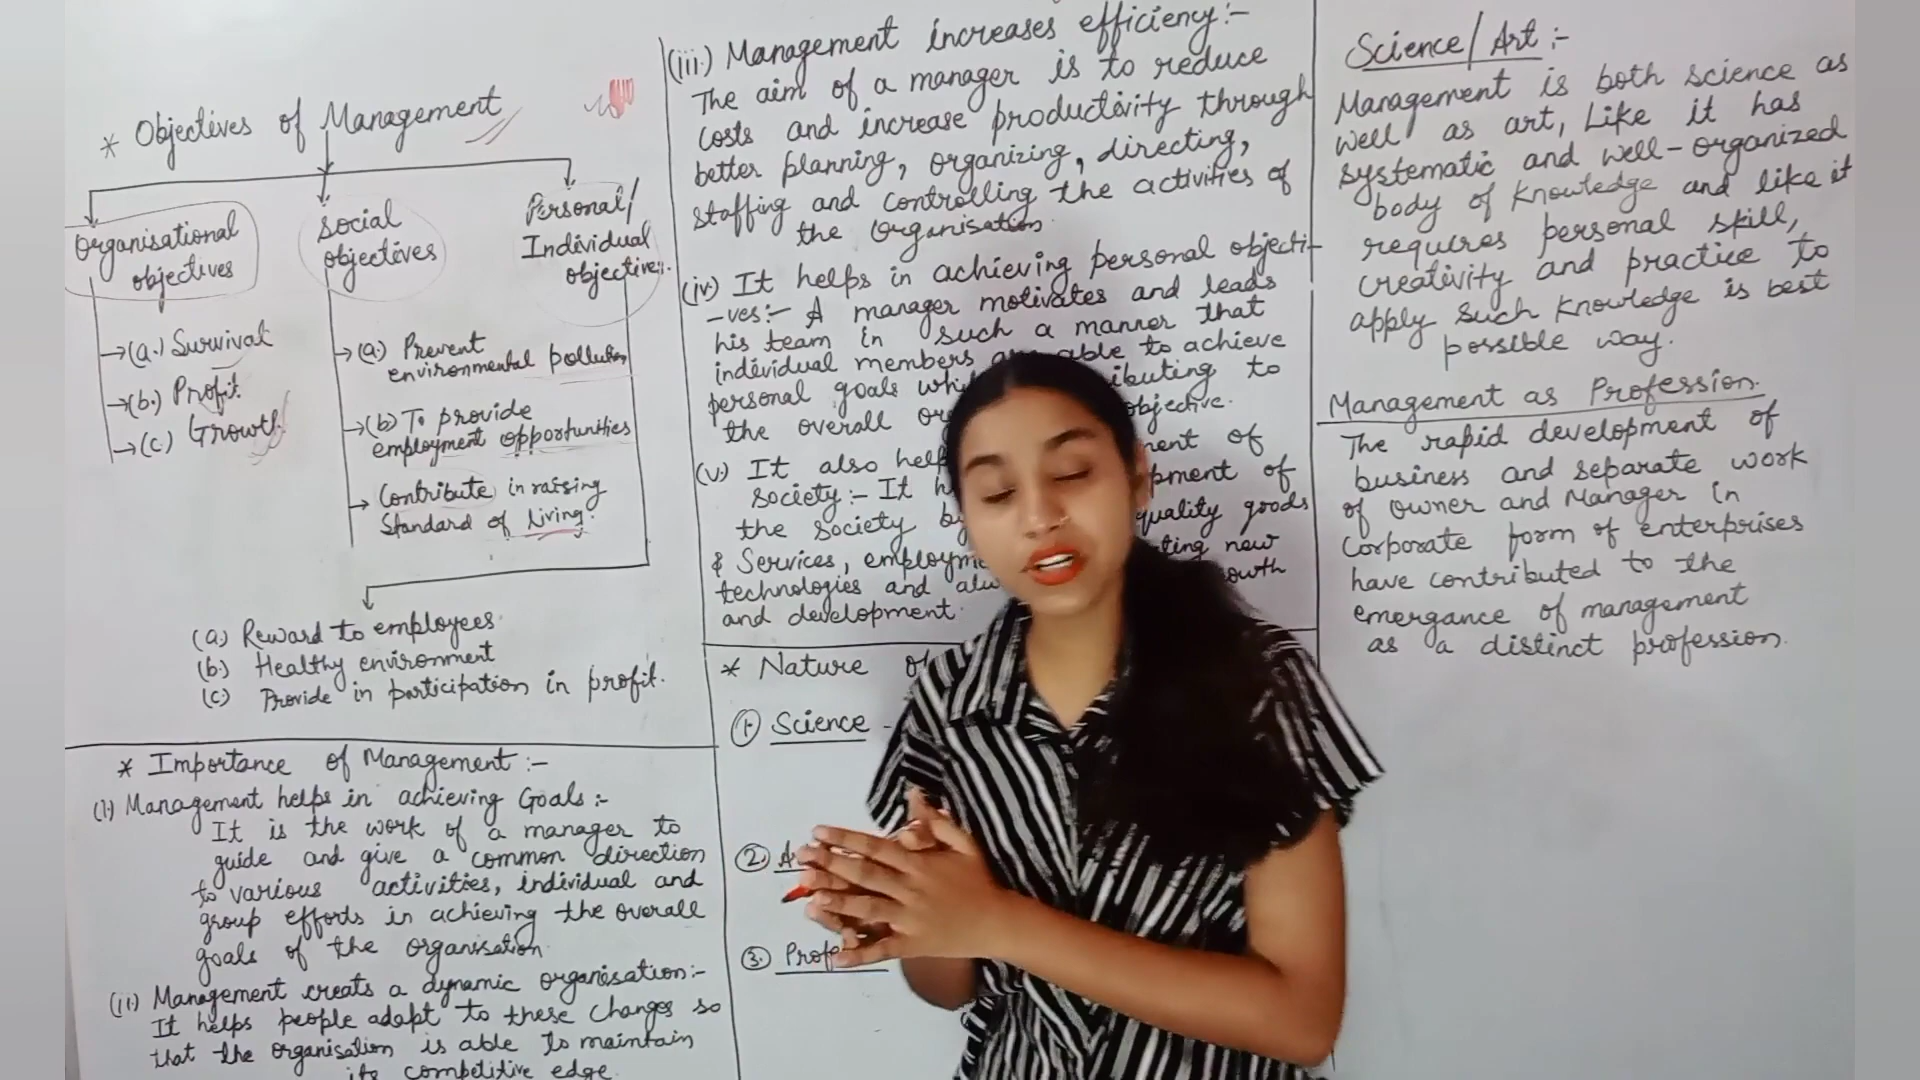 * Objectives of Management
Organisational
objectives
→(a.) Survival
→(b.) Profit
→(c.) Growth
Social
objectives
→(a.) Prevent
environmental pollution
→(b) To provide
employment opportunities
→ Contribute in raising
Standard of living.
Personal/
Individual
objectives.
(a.) Reward to employees
(b.) Healthy environment
(c) Provide in participation in profit.
* Importance of Management :-
(i.) Management helps in achieving Goals :-
It is the work of a manager to
guide and give a common direction
to various activities, individual and
group efforts in achieving the overall
goals of the organisation
(ii.) Management creats a dynamic organisation:-
It helps people adapt to these changes so
that the organisation is able to maintain
its competitive edge.
(iii.) Management increases efficiency :-
The aim of a manager is to reduce
costs and increase productivity through
better planning, organizing, directing,
staffing and controlling the activities of
the organisation.
(iv.) It helps in achieving personal objecti-
-ves:- A manager motivates and leads
his team in such a manner that
individual members able to achieve
personal goals to
the overall objective.
(v.) It also of
society :- It of
the society quality goods
& Services, new
technologies and
and development.
* Nature of
1. Science -
2.
3.
Science/Art :-
Management is both science as
well as art, Like it has
systematic and well-organized
body of knowledge and like it
requires personal skill,
creativity and practice to
apply such knowledge is best
possible way.
Management as Profession.
The rapid development of
business and separate work
of owner and Manager in
Corporate form of enterprises
have contributed to the
emergance of management
as a distinct profession.